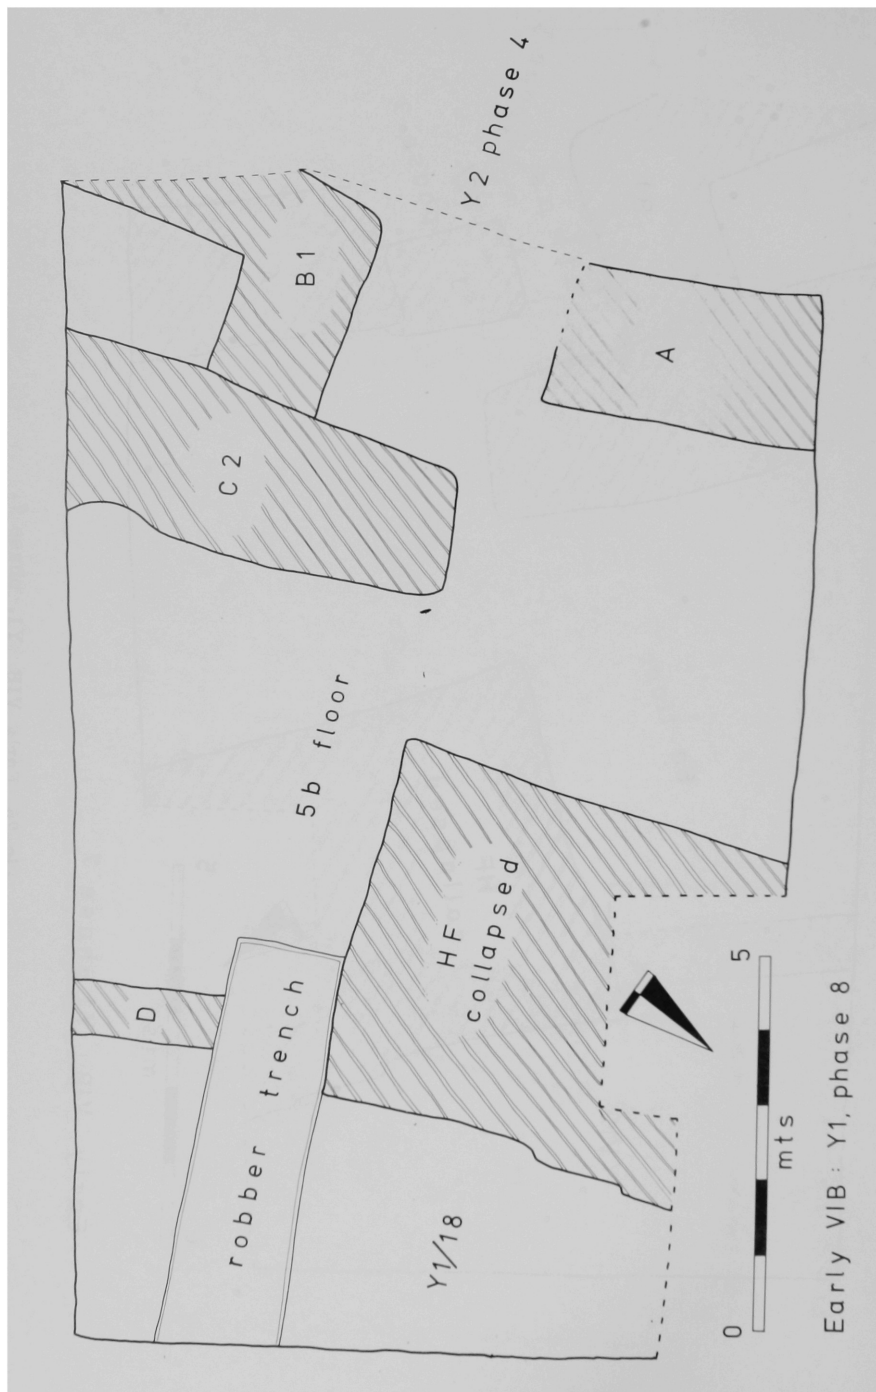 Y2 phase 4
B1
A
C2
5b floor
HF
collapsed
D
robber trench
Y1/18
0
5
mts
Early VIB: Y1, phase 8